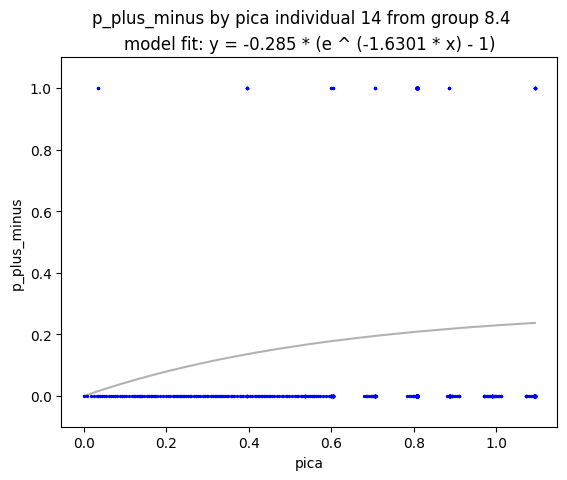 p_plus_minus by pica individual 14 from group 8.4
model fit: y = -0.285 * (e ^ (-1.6301 * x) - 1)
1.0
0.8
0.6
0.4
0.2
0.0
p_plus_minus
0.0 0.2 0.4 0.6 0.8 1.0
pica